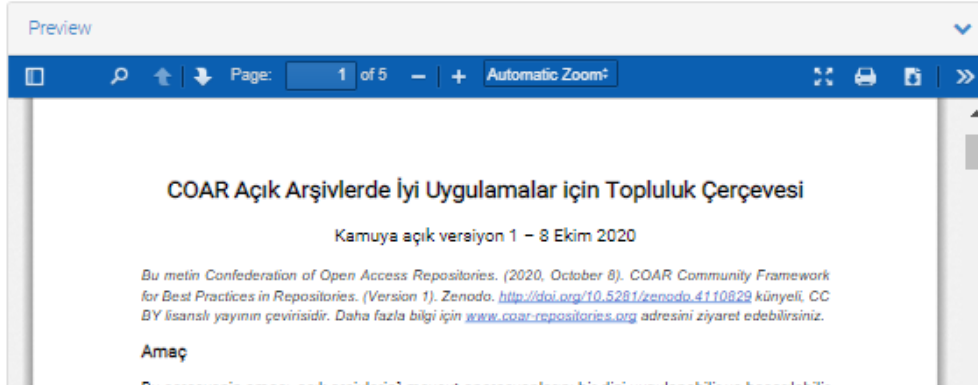 Preview
Page: 1 of 5 Automatic Zoom
COAR Açık Arşivlerde İyi Uygulamalar için Topluluk Çerçevesi
Kamuya açık versiyon 1 – 8 Ekim 2020
Bu metin Confederation of Open Access Repositories. (2020, October 8). COAR Community Framework
for Best Practices in Repositories. (Version 1). Zenodo. http://doi.org/10.5281/zenodo.4110829 künyeli, CC
BY lisanslı yayının çevirisidir. Daha fazla bilgi için www.coar-repositories.org adresini ziyaret edebilirsiniz.
Amaç